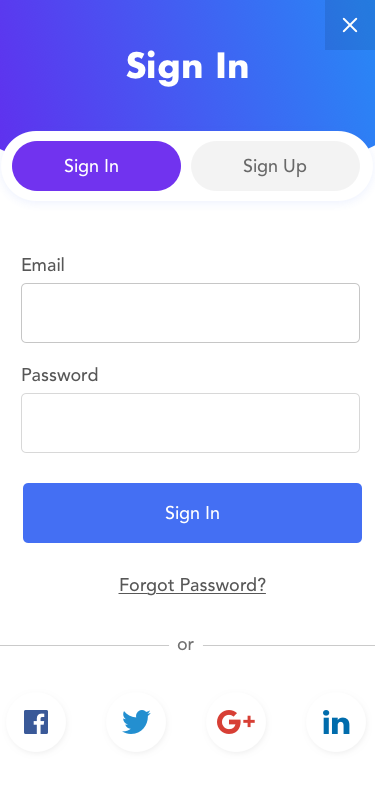 Sign In
Sign In
Sign Up
Email
Password
Sign In
Forgot Password?
or
f
G+
in